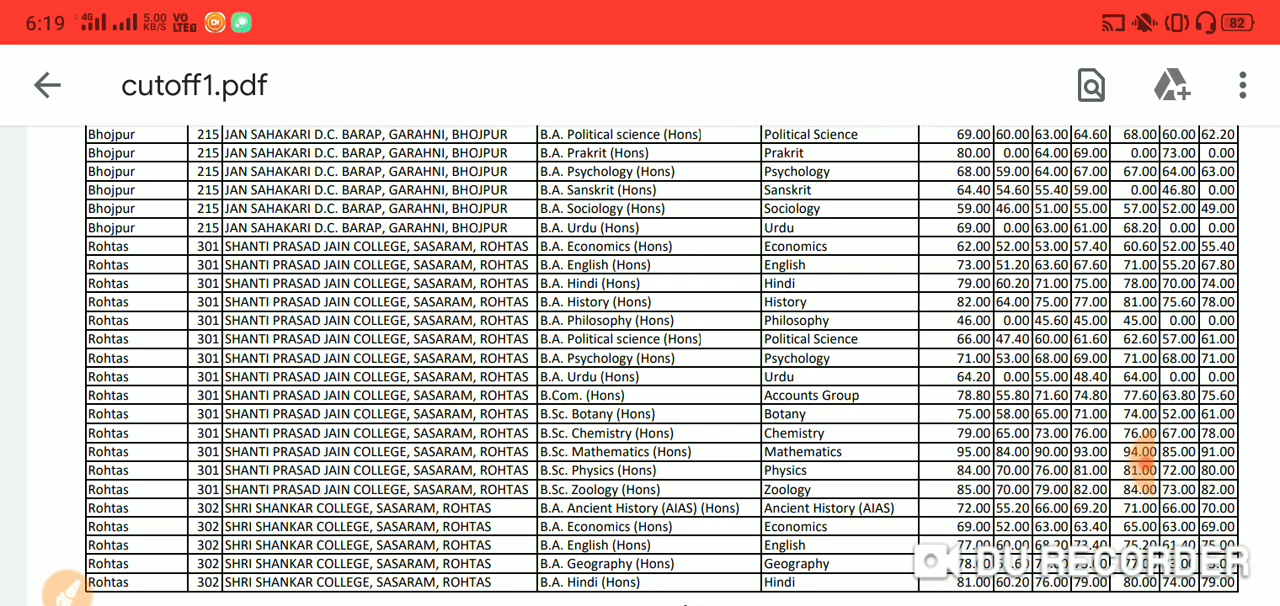 6:19 4G 5.00 KB/S VO LTE 82
cutoff1.pdf
Bhojpur 215 JAN SAHAKARI D.C. BARAP, GARAHNI, BHOJPUR B.A. Political science (Hons) Political Science 69.00 60.00 63.00 64.60 68.00 60.00 62.20
Bhojpur 215 JAN SAHAKARI D.C. BARAP, GARAHNI, BHOJPUR B.A. Prakrit (Hons) Prakrit 80.00 0.00 64.00 69.00 0.00 73.00 0.00
Bhojpur 215 JAN SAHAKARI D.C. BARAP, GARAHNI, BHOJPUR B.A. Psychology (Hons) Psychology 68.00 59.00 64.00 67.00 67.00 64.00 63.00
Bhojpur 215 JAN SAHAKARI D.C. BARAP, GARAHNI, BHOJPUR B.A. Sanskrit (Hons) Sanskrit 64.40 54.60 55.40 59.00 0.00 46.80 0.00
Bhojpur 215 JAN SAHAKARI D.C. BARAP, GARAHNI, BHOJPUR B.A. Sociology (Hons) Sociology 59.00 46.00 51.00 55.00 57.00 52.00 49.00
Bhojpur 215 JAN SAHAKARI D.C. BARAP, GARAHNI, BHOJPUR B.A. Urdu (Hons) Urdu 69.00 0.00 63.00 61.00 68.20 0.00 0.00
Rohtas 301 SHANTI PRASAD JAIN COLLEGE, SASARAM, ROHTAS B.A. Economics (Hons) Economics 62.00 52.00 53.00 57.40 60.60 52.00 55.40
Rohtas 301 SHANTI PRASAD JAIN COLLEGE, SASARAM, ROHTAS B.A. English (Hons) English 73.00 51.20 63.60 67.60 71.00 55.20 67.80
Rohtas 301 SHANTI PRASAD JAIN COLLEGE, SASARAM, ROHTAS B.A. Hindi (Hons) Hindi 79.00 60.20 71.00 75.00 78.00 70.00 74.00
Rohtas 301 SHANTI PRASAD JAIN COLLEGE, SASARAM, ROHTAS B.A. History (Hons) History 82.00 64.00 75.00 77.00 81.00 75.60 78.00
Rohtas 301 SHANTI PRASAD JAIN COLLEGE, SASARAM, ROHTAS B.A. Philosophy (Hons) Philosophy 46.00 0.00 45.60 45.00 45.00 0.00 0.00
Rohtas 301 SHANTI PRASAD JAIN COLLEGE, SASARAM, ROHTAS B.A. Political science (Hons) Political Science 66.00 47.40 60.00 61.60 62.60 57.00 61.00
Rohtas 301 SHANTI PRASAD JAIN COLLEGE, SASARAM, ROHTAS B.A. Psychology (Hons) Psychology 71.00 53.00 68.00 69.00 71.00 68.00 71.00
Rohtas 301 SHANTI PRASAD JAIN COLLEGE, SASARAM, ROHTAS B.A. Urdu (Hons) Urdu 64.20 0.00 55.00 48.40 64.00 0.00 0.00
Rohtas 301 SHANTI PRASAD JAIN COLLEGE, SASARAM, ROHTAS B.Com. (Hons) Accounts Group 78.80 55.80 71.60 74.80 77.60 63.80 75.60
Rohtas 301 SHANTI PRASAD JAIN COLLEGE, SASARAM, ROHTAS B.Sc. Botany (Hons) Botany 75.00 58.00 65.00 71.00 74.00 52.00 61.00
Rohtas 301 SHANTI PRASAD JAIN COLLEGE, SASARAM, ROHTAS B.Sc. Chemistry (Hons) Chemistry 79.00 65.00 73.00 76.00 76.00 67.00 78.00
Rohtas 301 SHANTI PRASAD JAIN COLLEGE, SASARAM, ROHTAS B.Sc. Mathematics (Hons) Mathematics 95.00 84.00 90.00 93.00 94.00 85.00 91.00
Rohtas 301 SHANTI PRASAD JAIN COLLEGE, SASARAM, ROHTAS B.Sc. Physics (Hons) Physics 84.00 70.00 76.00 81.00 81.00 72.00 80.00
Rohtas 301 SHANTI PRASAD JAIN COLLEGE, SASARAM, ROHTAS B.Sc. Zoology (Hons) Zoology 85.00 70.00 79.00 82.00 84.00 73.00 82.00
Rohtas 302 SHRI SHANKAR COLLEGE, SASARAM, ROHTAS B.A. Ancient History (AIAS) (Hons) Ancient History (AIAS) 72.00 55.20 66.00 69.20 71.00 66.00 70.00
Rohtas 302 SHRI SHANKAR COLLEGE, SASARAM, ROHTAS B.A. Economics (Hons) Economics 69.00 52.00 63.00 63.40 65.00 63.00 69.00
Rohtas 302 SHRI SHANKAR COLLEGE, SASARAM, ROHTAS B.A. English (Hons) English 77.00 60.00 68.20 73.40 75.20 61.40 75.00
Rohtas 302 SHRI SHANKAR COLLEGE, SASARAM, ROHTAS B.A. Geography (Hons) Geography
DU RECORDER
Rohtas 302 SHRI SHANKAR COLLEGE, SASARAM, ROHTAS B.A. Hindi (Hons) Hindi 81.00 60.20 76.00 79.00 80.00 74.00 79.00